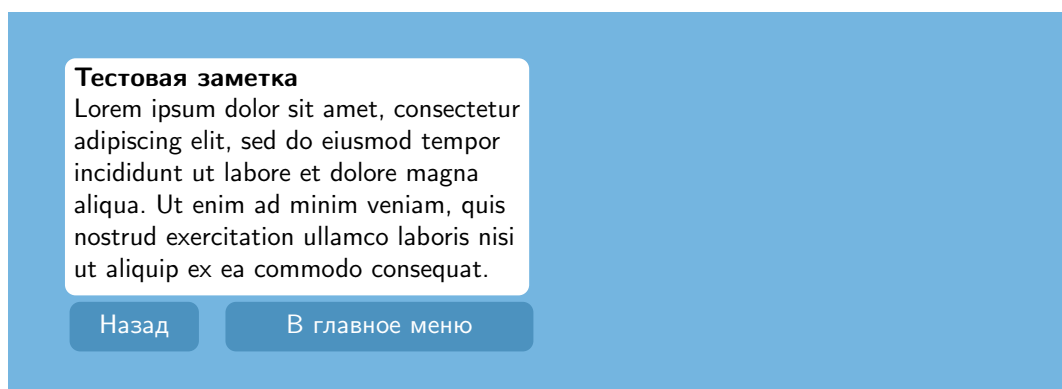 Тестовая заметка
Lorem ipsum dolor sit amet, consectetur
adipiscing elit, sed do eiusmod tempor
incididunt ut labore et dolore magna
aliqua. Ut enim ad minim veniam, quis
nostrud exercitation ullamco laboris nisi
ut aliquip ex ea commodo consequat.
Назад
В главное меню